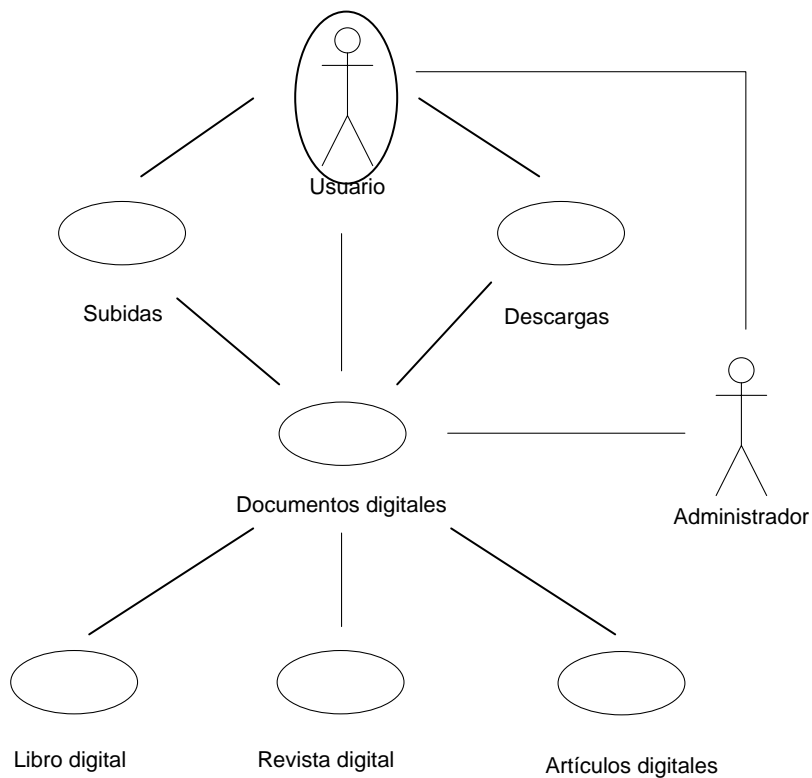 Usuario
Subidas
Descargas
Documentos digitales
Administrador
Libro digital
Revista digital
Artículos digitales